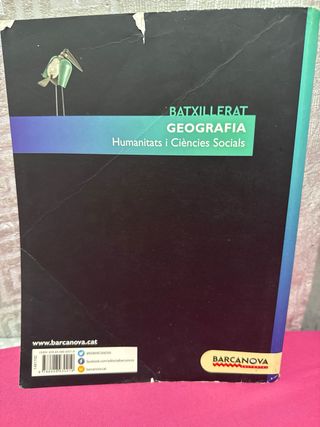 BATXILLERAT
GEOGRAFIA
Humanitats i Ciències Socials
www.barcanova.cat
BARCANOVA